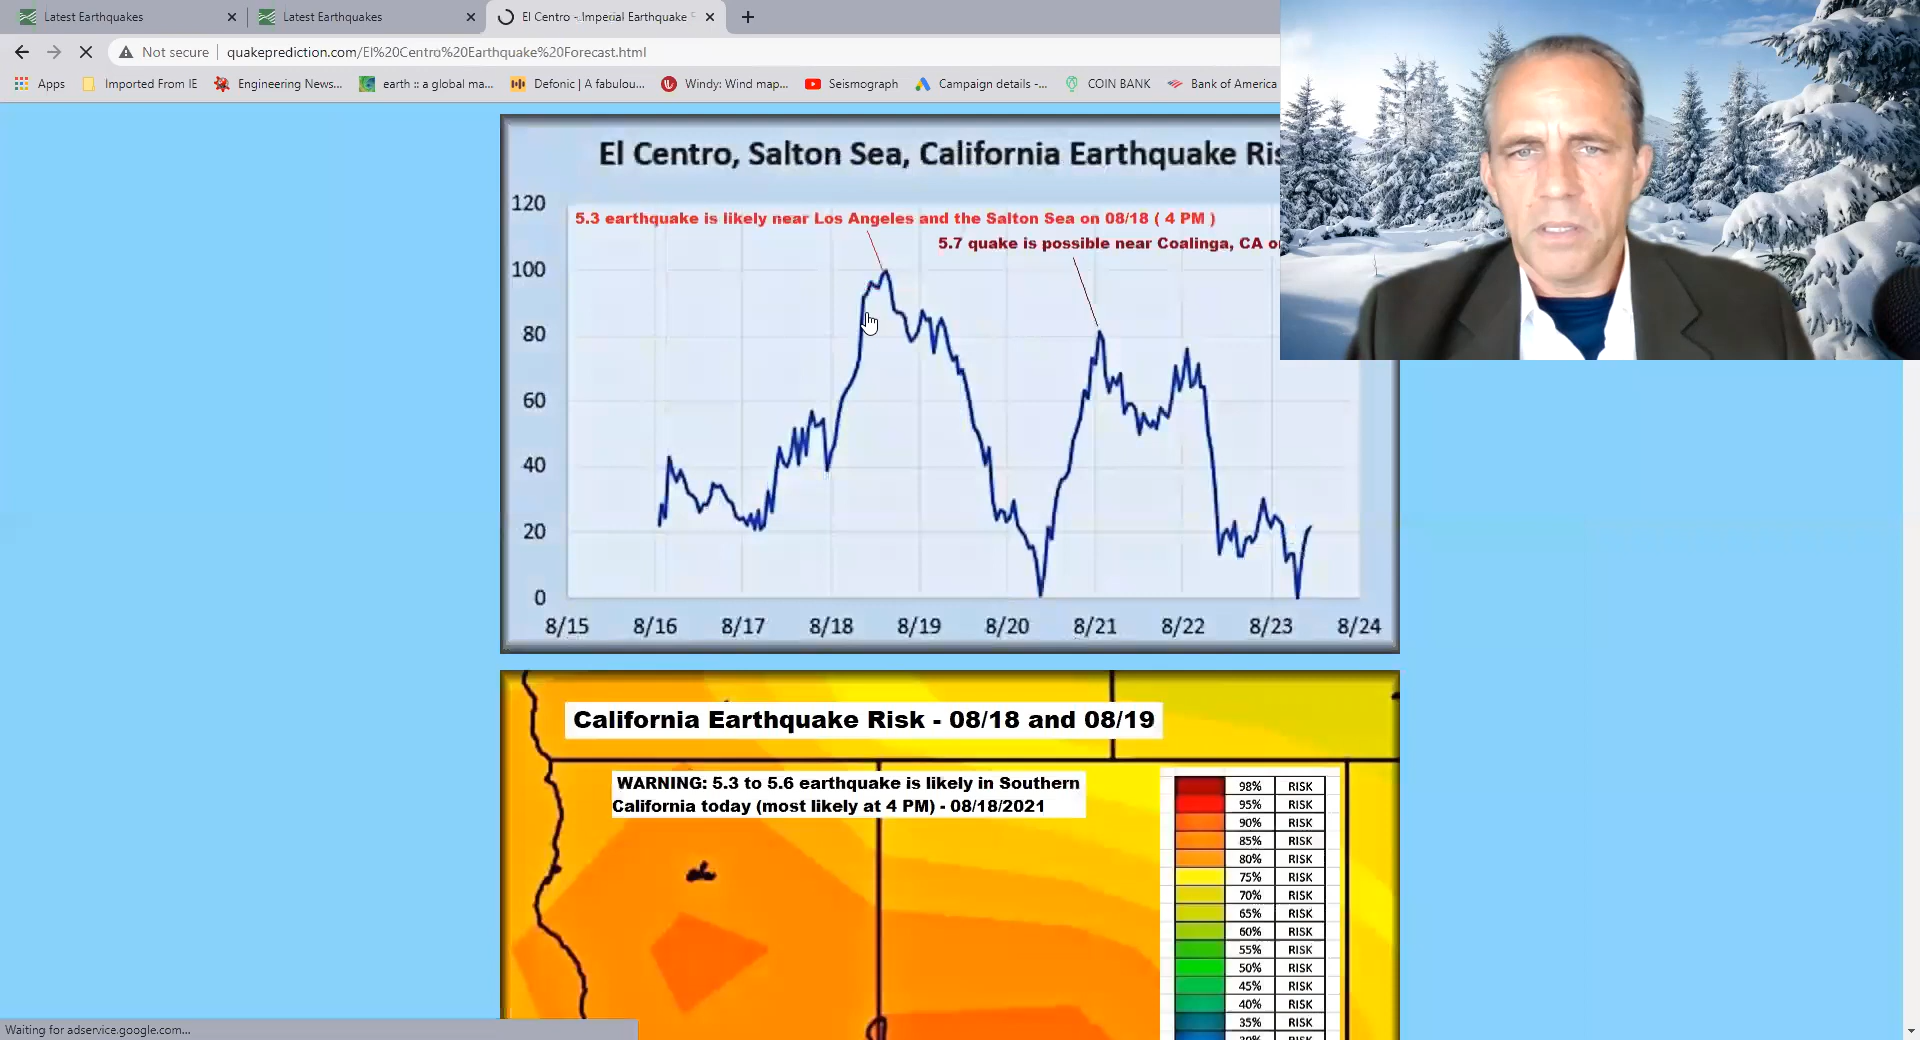 Latest Earthquakes
Latest Earthquakes
El Centro - Imperial Earthquake
Not secure
quakeprediction.com/El%20Centro%20Earthquake%20Forecast.html
Apps
Imported From IE
Engineering News...
earth :: a global ma...
Defonic | A fabulou...
Windy: Wind map...
Seismograph
Campaign details -...
COIN BANK
Bank of America
El Centro, Salton Sea, California Earthquake Ris
5.3 earthquake is likely near Los Angeles and the Salton Sea on 08/18 ( 4 PM )
5.7 quake is possible near Coalinga, CA o
120
100
80
60
40
20
0
8/15 8/16 8/17 8/18 8/19 8/20 8/21 8/22 8/23 8/24
California Earthquake Risk - 08/18 and 08/19
WARNING: 5.3 to 5.6 earthquake is likely in Southern
California today (most likely at 4 PM) - 08/18/2021
98% RISK
95% RISK
90% RISK
85% RISK
80% RISK
75% RISK
70% RISK
65% RISK
60% RISK
55% RISK
50% RISK
45% RISK
40% RISK
35% RISK
Waiting for adservice.google.com...